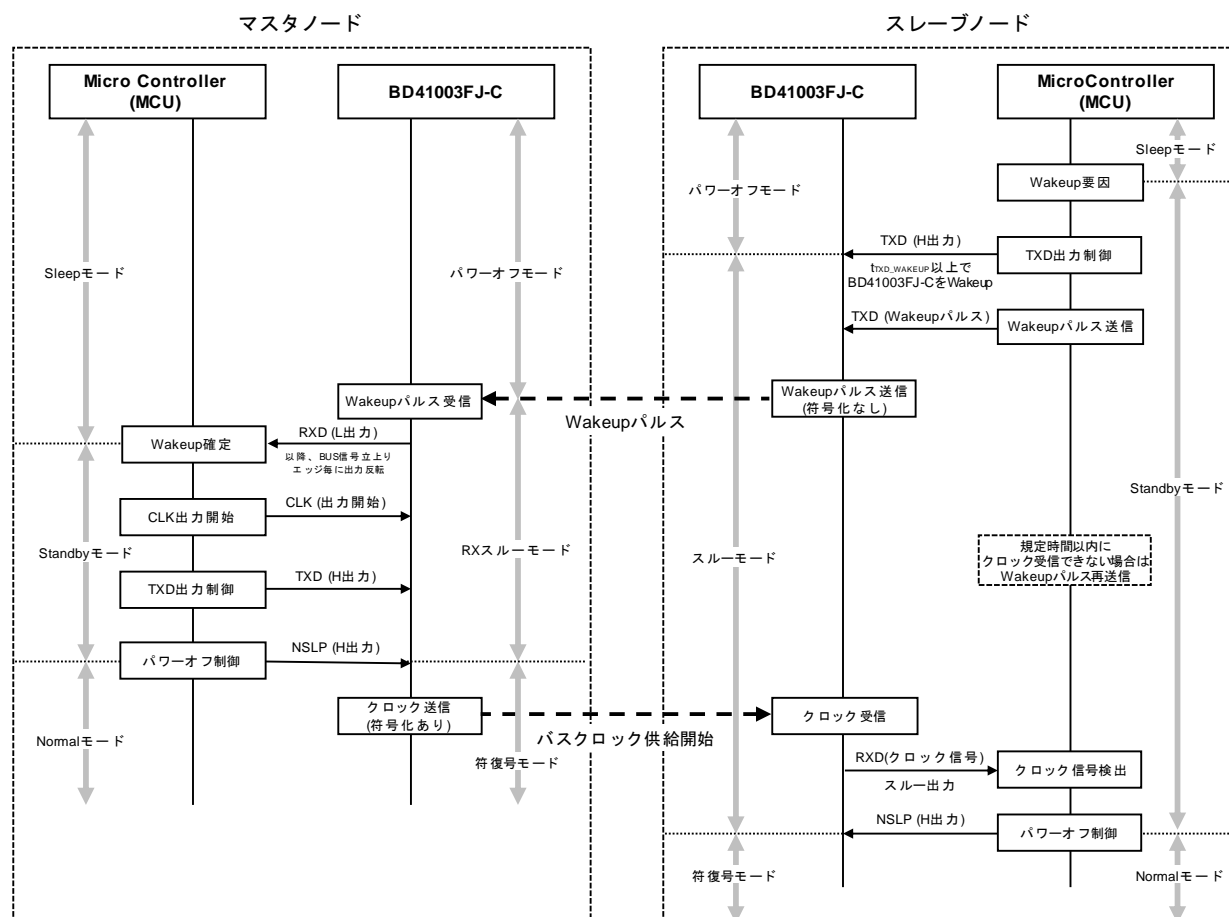 マスタノード
Micro Controller
(MCU)
BD41003FJ-C
Sleepモード
パワーオフモード
Wakeupパルス受信
Wakeup確定
RXD (L出力)
以降、BUS信号立上り
エッジ毎に出力反転
CLK出力開始
CLK (出力開始)
Standbyモード
RXスルーモード
TXD出力制御
TXD (H出力)
パワーオフ制御
NSLP (H出力)
クロック送信
(符号化あり)
Normalモード
符復号モード
Wakeupパルス
バスクロック供給開始
スレーブノード
BD41003FJ-C
MicroController
(MCU)
Sleepモード
Wakeup要因
パワーオフモード
TXD (H出力)
TXD出力制御
tTXD_WAKEUP以上で
BD41003FJ-CをWakeup
TXD (Wakeupパルス)
Wakeupパルス送信
Wakeupパルス送信
(符号化なし)
Standbyモード
スルーモード
規定時間以内に
クロック受信できない場合は
Wakeupパルス再送信
クロック受信
RXD(クロック信号)
スルー出力
クロック信号検出
NSLP (H出力)
パワーオフ制御
符復号モード
Normalモード